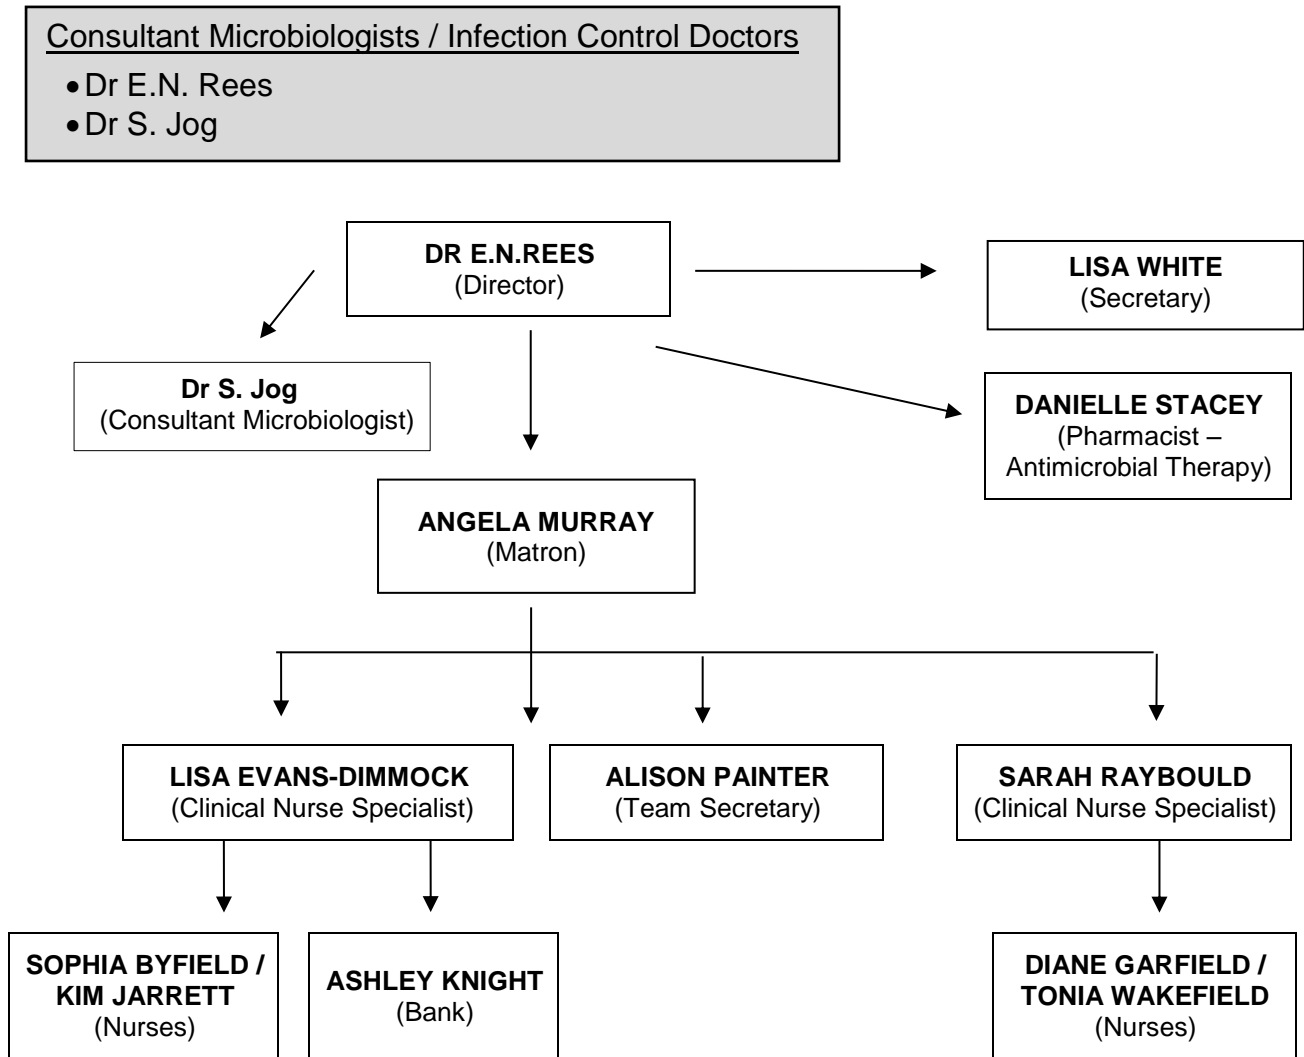 Consultant Microbiologists / Infection Control Doctors
• Dr E.N. Rees
• Dr S. Jog
DR E.N.REES
(Director)
LISA WHITE
(Secretary)
Dr S. Jog
(Consultant Microbiologist)
DANIELLE STACEY
(Pharmacist –
Antimicrobial Therapy)
ANGELA MURRAY
(Matron)
LISA EVANS-DIMMOCK
(Clinical Nurse Specialist)
ALISON PAINTER
(Team Secretary)
SARAH RAYBOULD
(Clinical Nurse Specialist)
SOPHIA BYFIELD /
KIM JARRETT
(Nurses)
ASHLEY KNIGHT
(Bank)
DIANE GARFIELD /
TONIA WAKEFIELD
(Nurses)